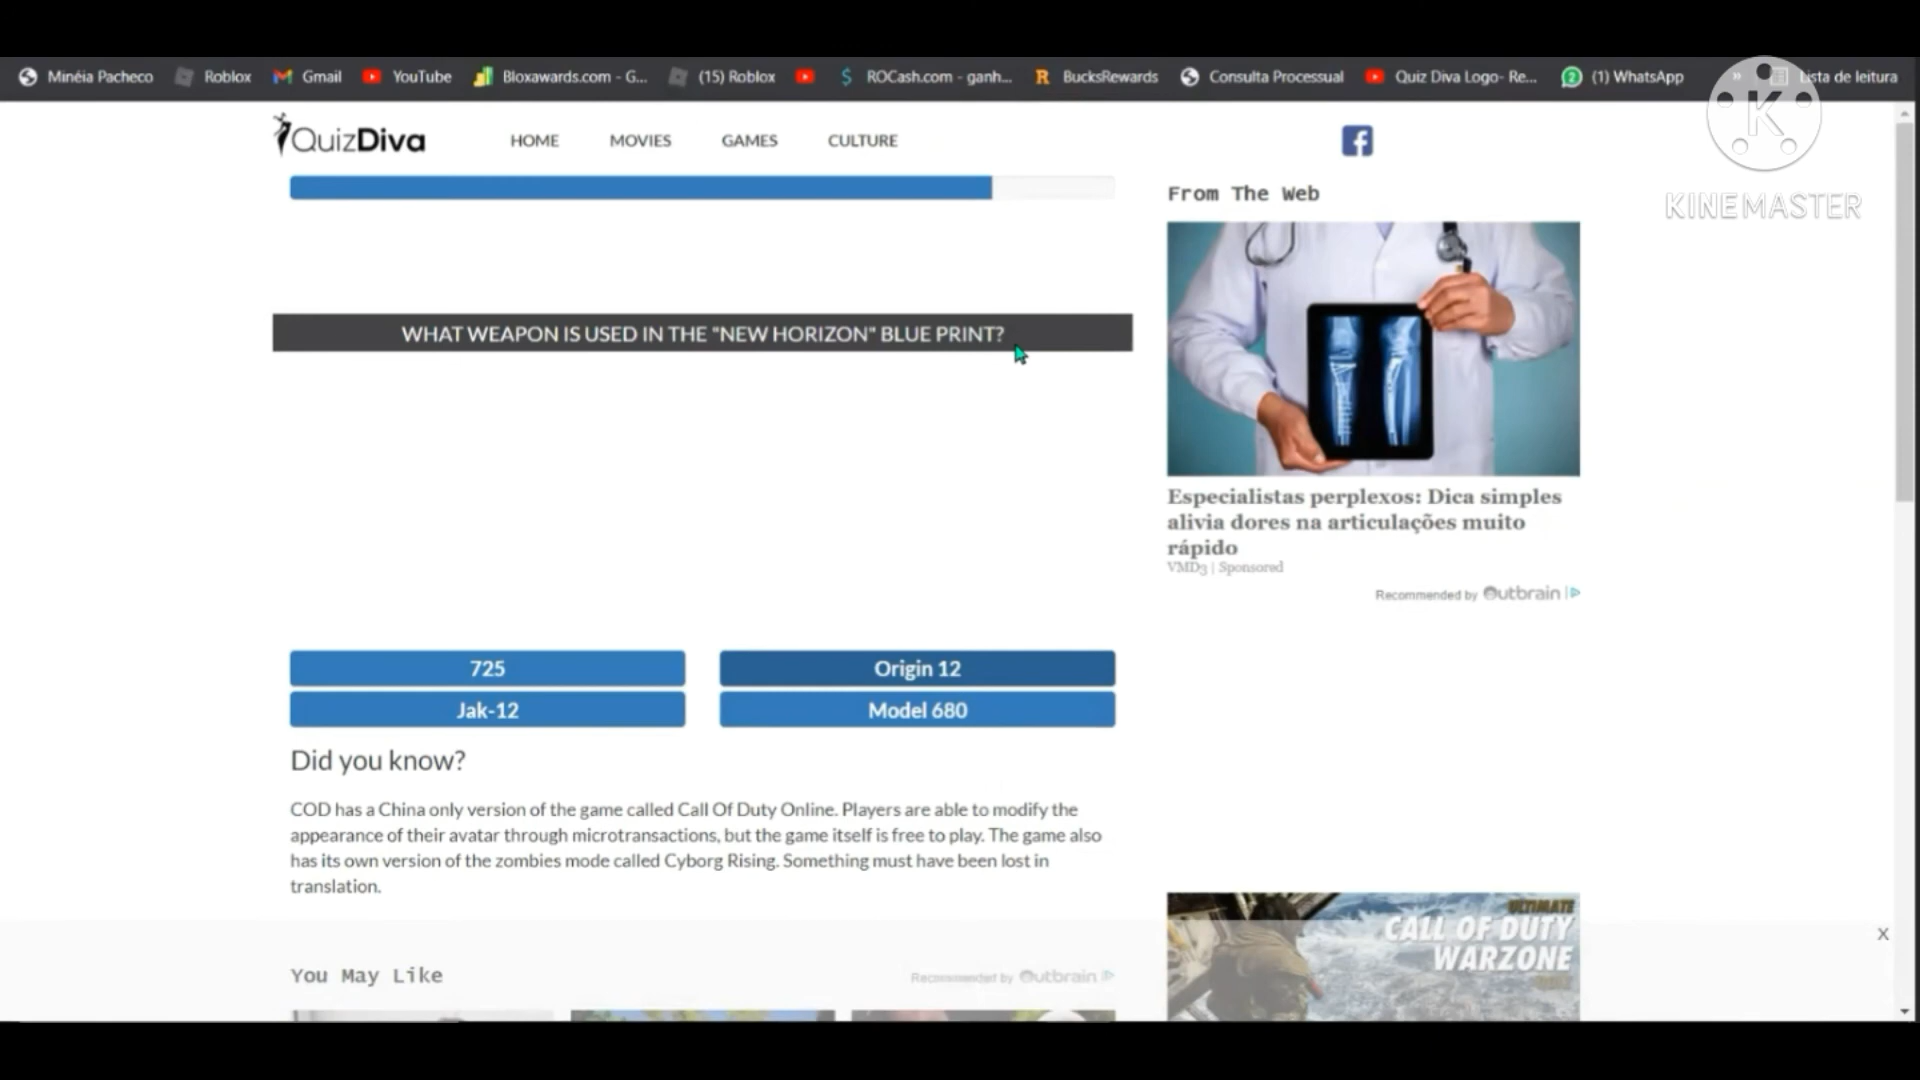 Minéia Pacheco Roblox Gmail YouTube Bloxawards.com - G... (15) Roblox ROCash.com - ganh... BucksRewards Consulta Processual Quiz Diva Logo- Re... (1) WhatsApp » Lista de leitura
QuizDiva HOME MOVIES GAMES CULTURE
K
KINEMASTER
From The Web
WHAT WEAPON IS USED IN THE "NEW HORIZON" BLUE PRINT?
Especialistas perplexos: Dica simples
alivia dores na articulações muito
rápido
VMD3 | Sponsored
Recommended by Outbrain
725 Origin 12
Jak-12 Model 680
Did you know?
COD has a China only version of the game called Call Of Duty Online. Players are able to modify the
appearance of their avatar through microtransactions, but the game itself is free to play. The game also
has its own version of the zombies mode called Cyborg Rising. Something must have been lost in
translation.
ULTIMATE
CALL OF DUTY
WARZONE
X
You May Like
Recommended by Outbrain